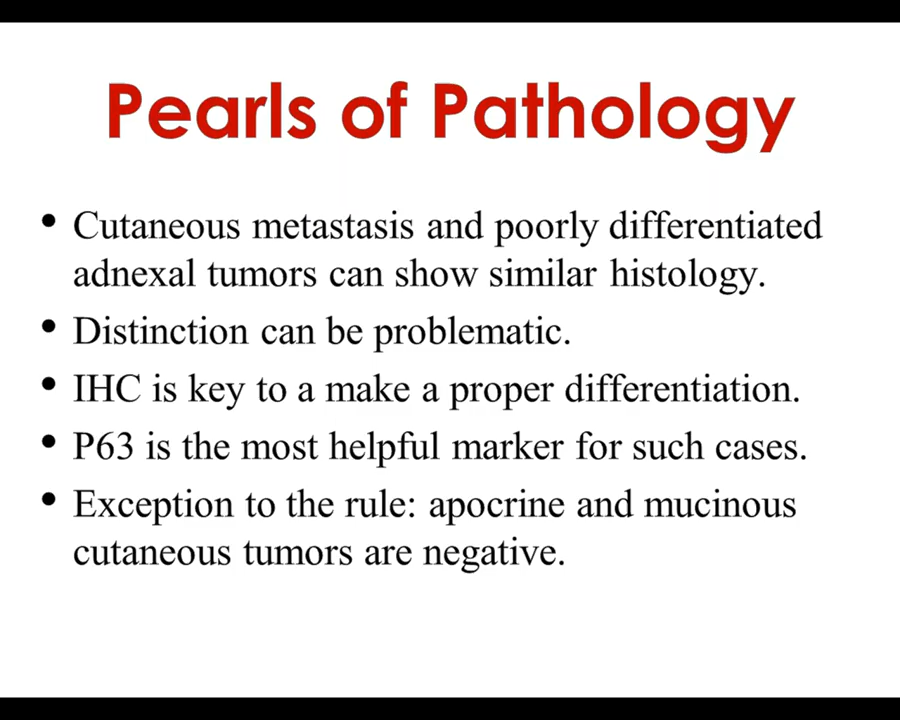 Pearls of Pathology
• Cutaneous metastasis and poorly differentiated
adnexal tumors can show similar histology.
• Distinction can be problematic.
• IHC is key to a make a proper differentiation.
• P63 is the most helpful marker for such cases.
• Exception to the rule: apocrine and mucinous
cutaneous tumors are negative.